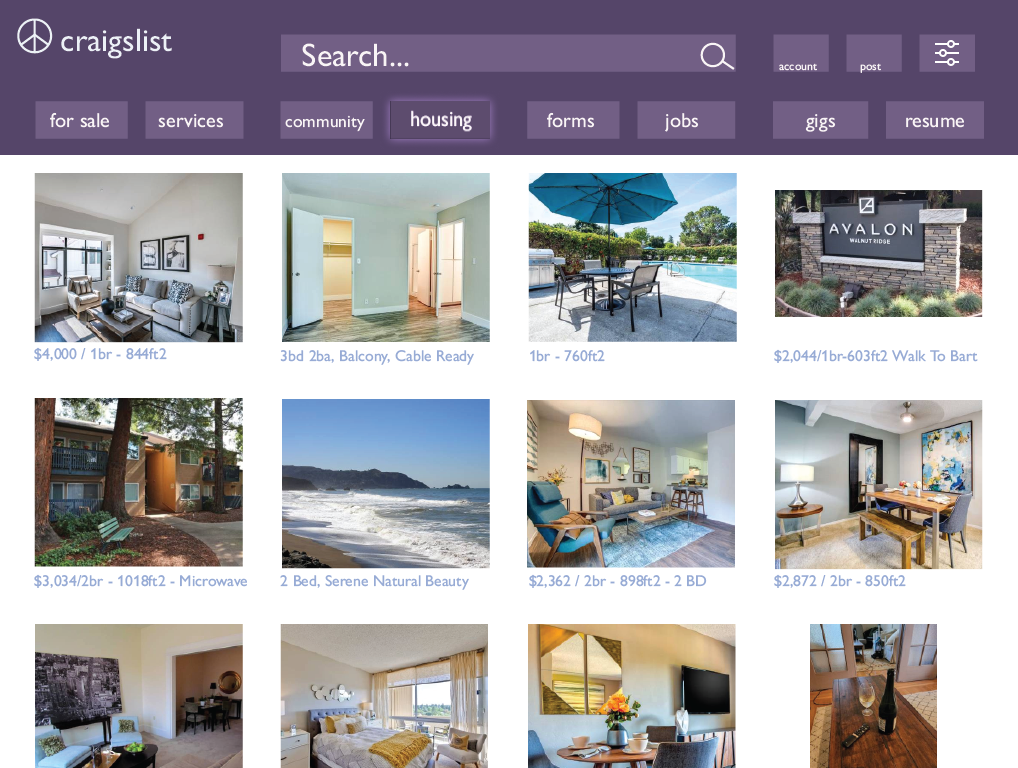 craigslist
Search...
account
post
for sale
services
community
housing
forms
jobs
gigs
resume
AVALON
WALNUT RIDGE
$4,000 / 1br - 844ft2
3bd 2ba, Balcony, Cable Ready
1br - 760ft2
$2,044/1br-603ft2 Walk To Bart
$3,034/2br - 1018ft2 - Microwave
2 Bed, Serene Natural Beauty
$2,362 / 2br - 898ft2 - 2 BD
$2,872 / 2br - 850ft2